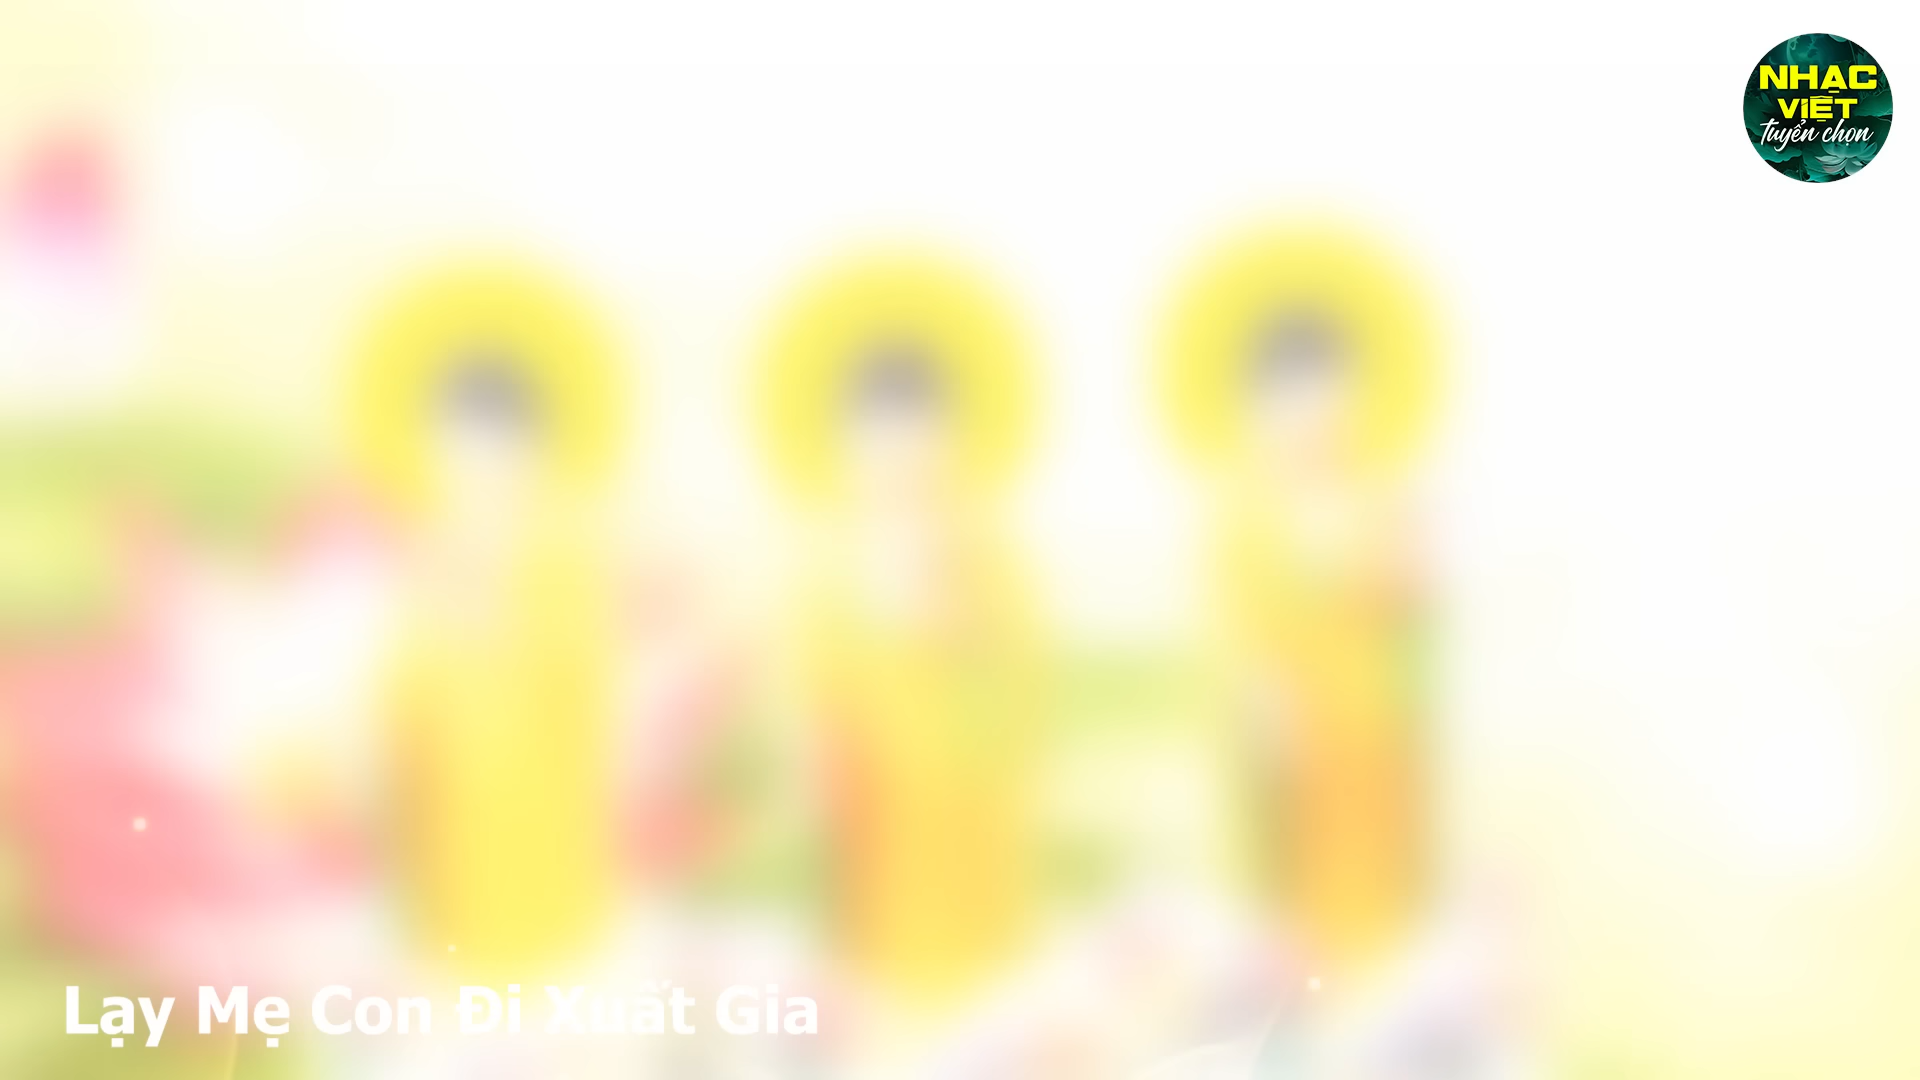 NHẠC
VIỆT
tuyển chọn
Lạy Mẹ Con Đi Xuất Gia